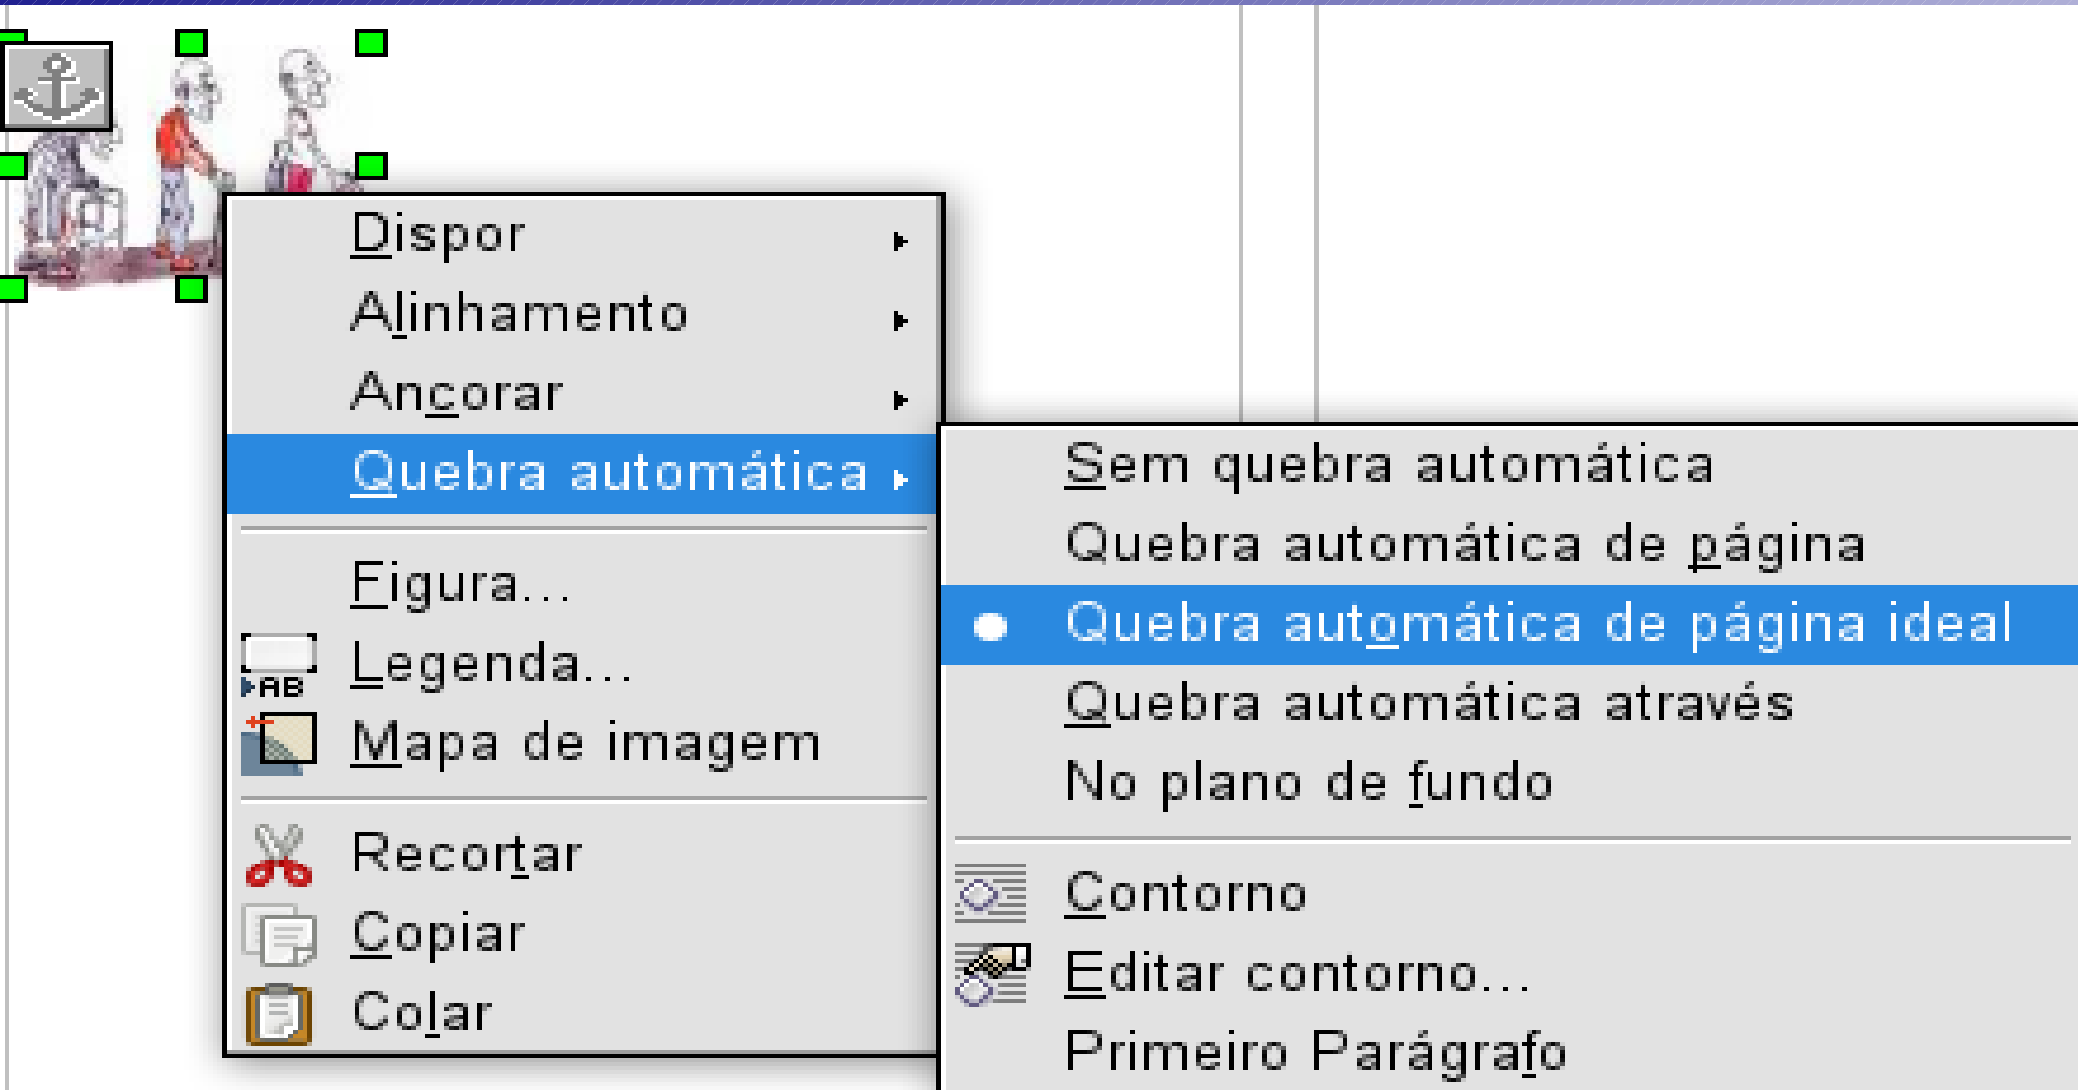 Dispor
Alinhamento
Ancorar
Quebra automática
Figura...
AB
Legenda...
Mapa de imagem
Recortar
Copiar
Colar
Sem quebra automática
Quebra automática de página
Quebra automática de página ideal
Quebra automática através
No plano de fundo
Contorno
Editar contorno...
Primeiro Parágrafo